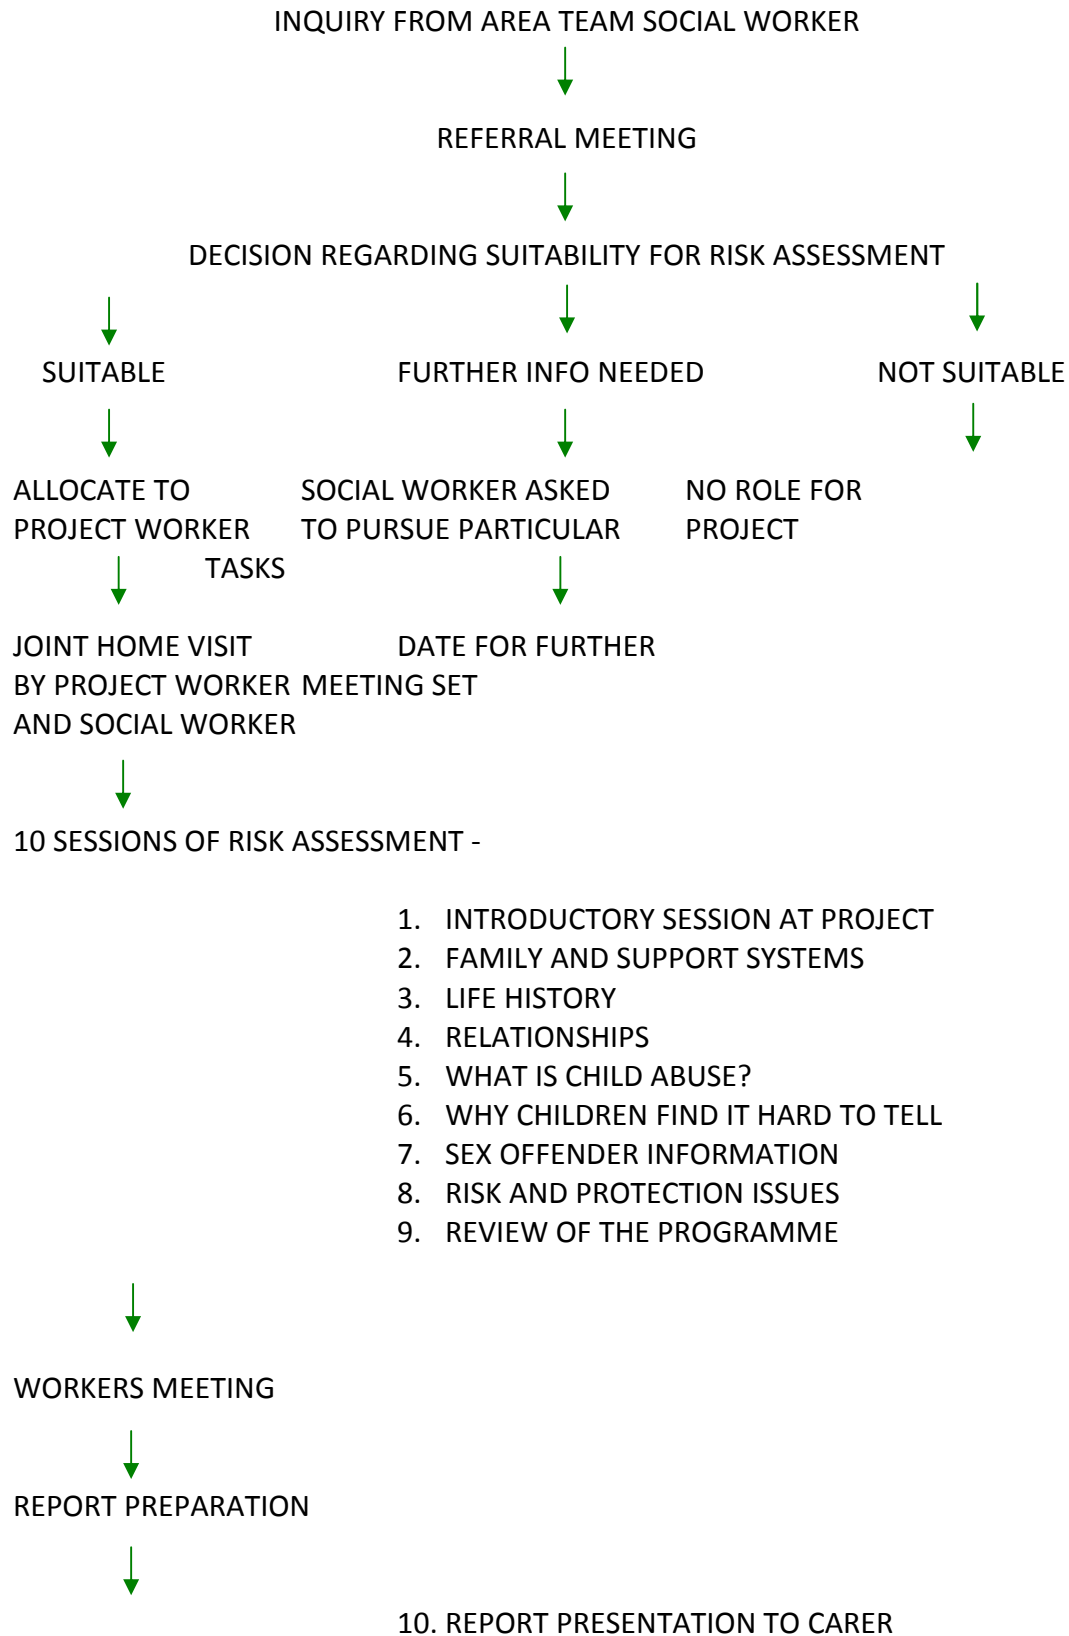 INQUIRY FROM AREA TEAM SOCIAL WORKER
REFERRAL MEETING
DECISION REGARDING SUITABILITY FOR RISK ASSESSMENT
SUITABLE FURTHER INFO NEEDED NOT SUITABLE
ALLOCATE TO SOCIAL WORKER ASKED NO ROLE FOR
PROJECT WORKER TO PURSUE PARTICULAR PROJECT
TASKS
JOINT HOME VISIT DATE FOR FURTHER
BY PROJECT WORKER MEETING SET
AND SOCIAL WORKER
10 SESSIONS OF RISK ASSESSMENT -
1. INTRODUCTORY SESSION AT PROJECT
2. FAMILY AND SUPPORT SYSTEMS
3. LIFE HISTORY
4. RELATIONSHIPS
5. WHAT IS CHILD ABUSE?
6. WHY CHILDREN FIND IT HARD TO TELL
7. SEX OFFENDER INFORMATION
8. RISK AND PROTECTION ISSUES
9. REVIEW OF THE PROGRAMME
WORKERS MEETING
REPORT PREPARATION
10. REPORT PRESENTATION TO CARER